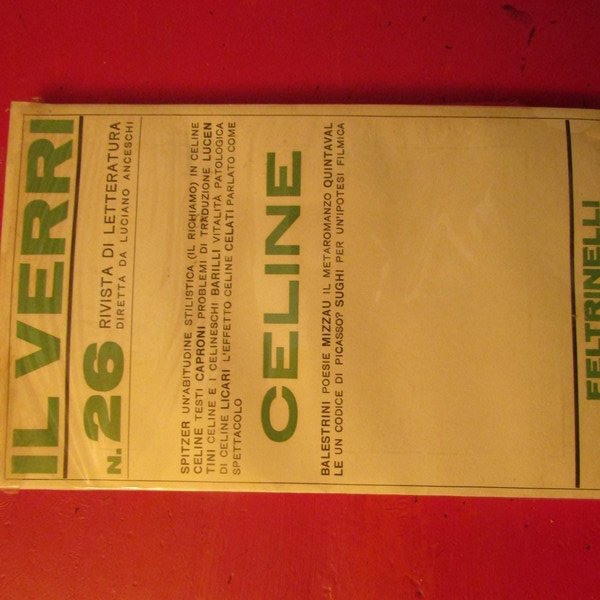 IL VERRI
N. 26
RIVISTA DI LETTERATURA
DIRETTA DA LUCIANO ANCESCHI
SPITZER UN'ABITUDINE STILISTICA (IL RICHIAMO) IN CELINE
CELINE TESTI CAPRONI PROBLEMI DI TRADUZIONE LUCEN
TINI CELINE E I CELINESCHI BARILLI VITALITÀ PATOLOGICA
DI CELINE LICARI L'EFFETTO CELINE CELATI PARLATO COME
SPETTACOLO
CELINE
BALESTRINI POESIE MIZZAU IL METAROMANZO QUINTAVAL
LE UN CODICE DI PICASSO? SUGHI PER UN'IPOTESI FILMICA
FELTRINELLI